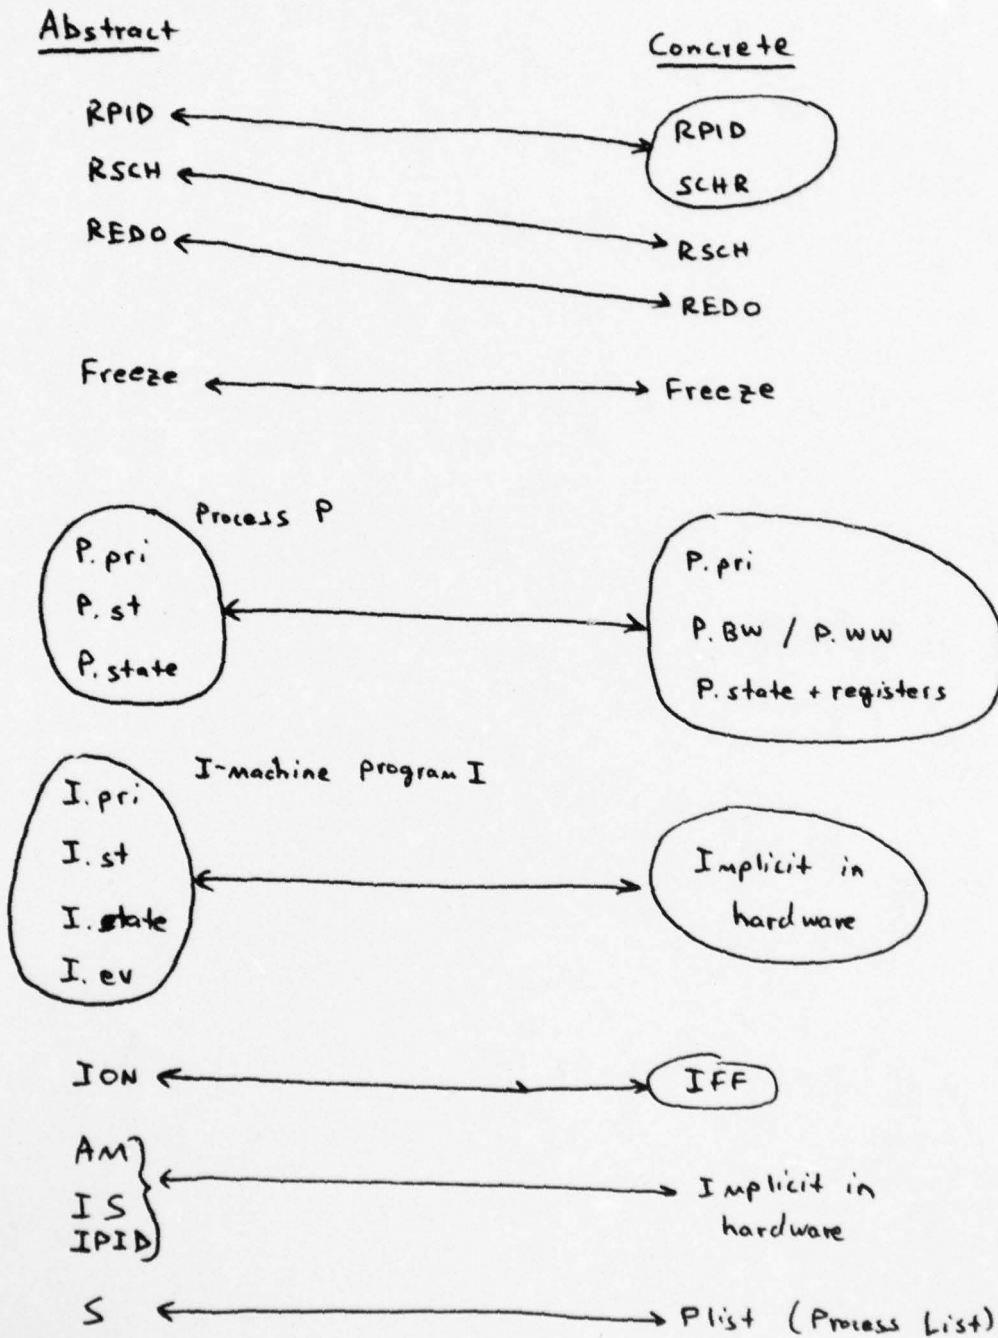 Abstract
Concrete
RPID
RPID
SCHR
RSCH
RSCH
REDO
REDO
Freeze
Freeze
Process P
P.pri
P.st
P.state
P.pri
P.BW / P.WW
P.state + registers
I-machine program I
I.pri
I.st
I.state
I.ev
Implicit in
hardware
ION
IFF
AM
IS
IPID
Implicit in
hardware
S
Plist (Process List)